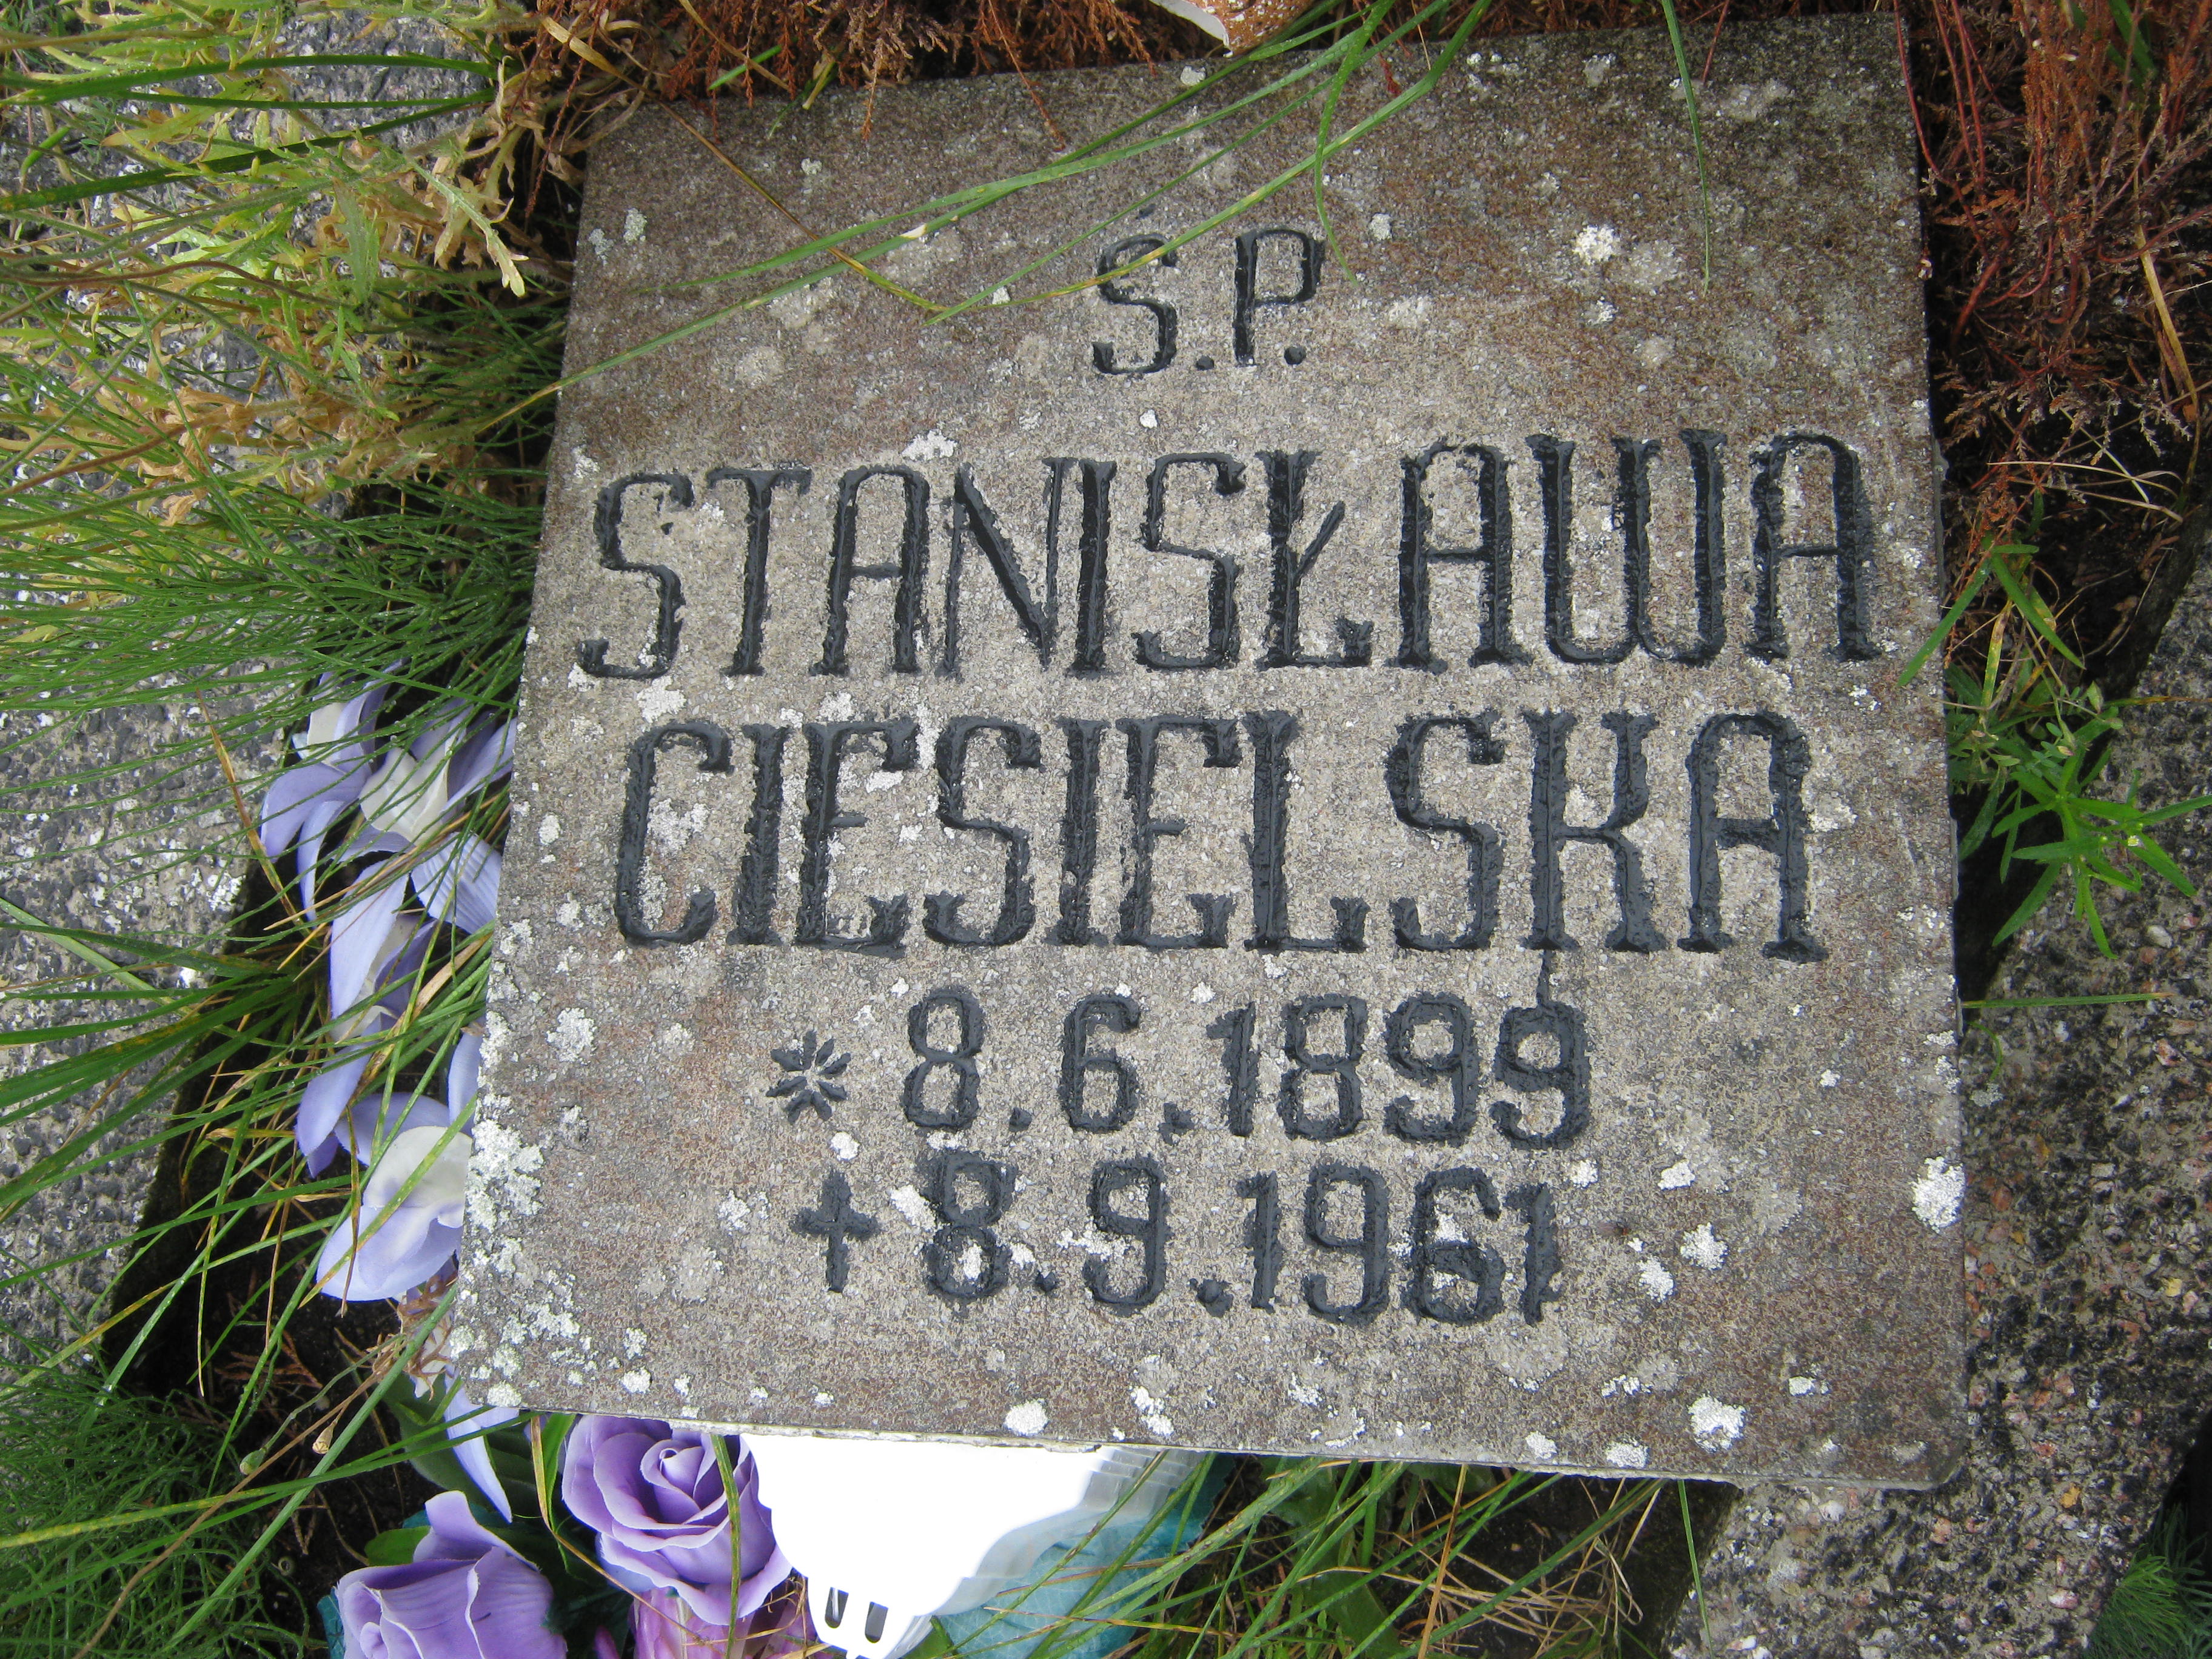 S.P.
STANISŁAWA
CIESIELSKA
* 8.6.1899
† 8.9.1961